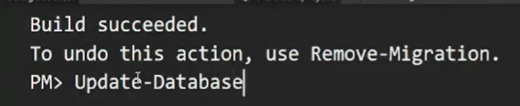 Build succeeded.
To undo this action, use Remove-Migration.
PM> Update-Database